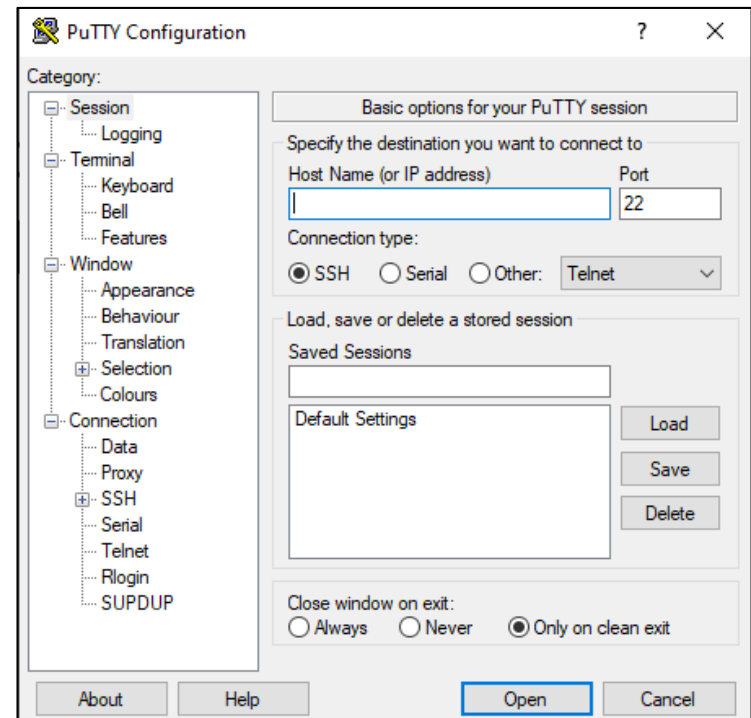 PuTTY Configuration
?
Category:
Session
Logging
Terminal
Keyboard
Bell
Features
Window
Appearance
Behaviour
Translation
Selection
Colours
Connection
Data
Proxy
SSH
Serial
Telnet
Rlogin
SUPDUP
Basic options for your PuTTY session
Specify the destination you want to connect to
Host Name (or IP address) Port
22
Connection type:
SSH Serial Other: Telnet
Load, save or delete a stored session
Saved Sessions
Default Settings
Load
Save
Delete
Close window on exit:
Always Never Only on clean exit
About Help Open Cancel